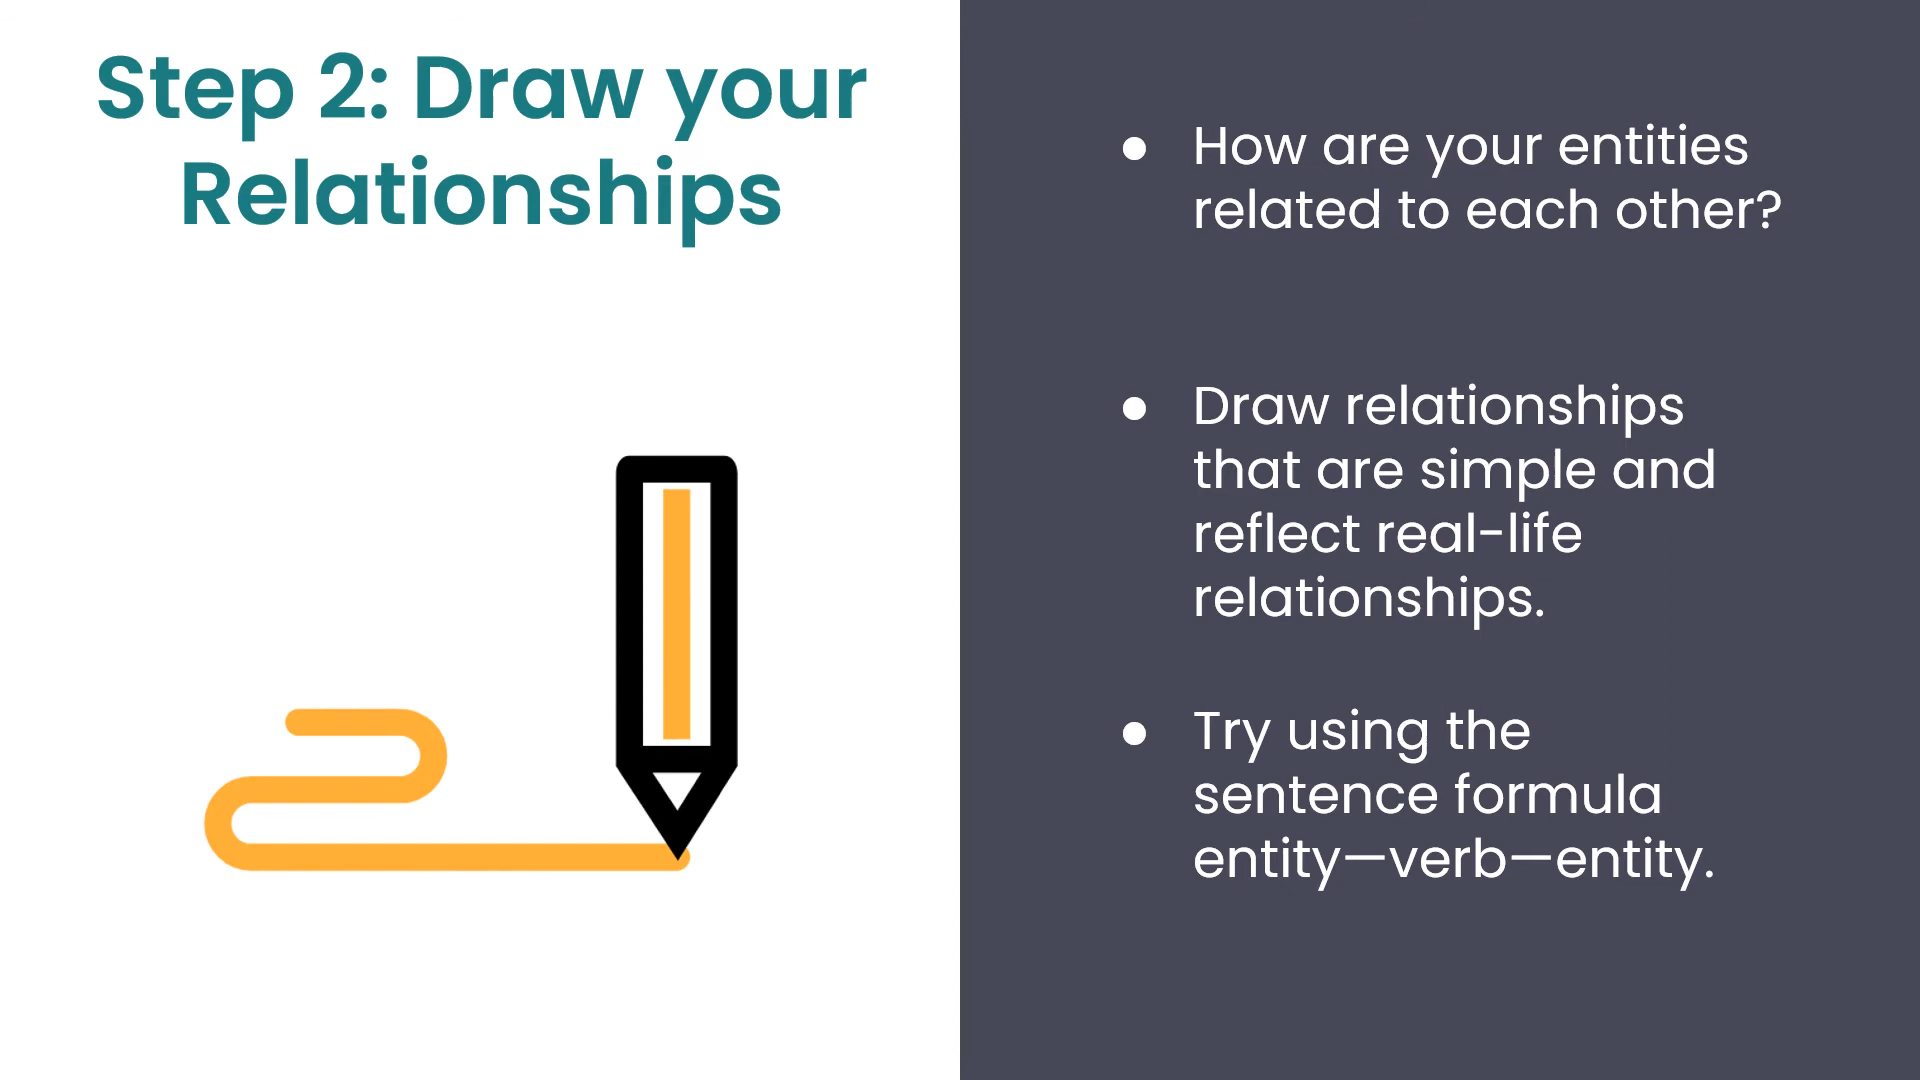 Step 2: Draw your
Relationships
● How are your entities
related to each other?
● Draw relationships
that are simple and
reflect real-life
relationships.
● Try using the
sentence formula
entity—verb—entity.